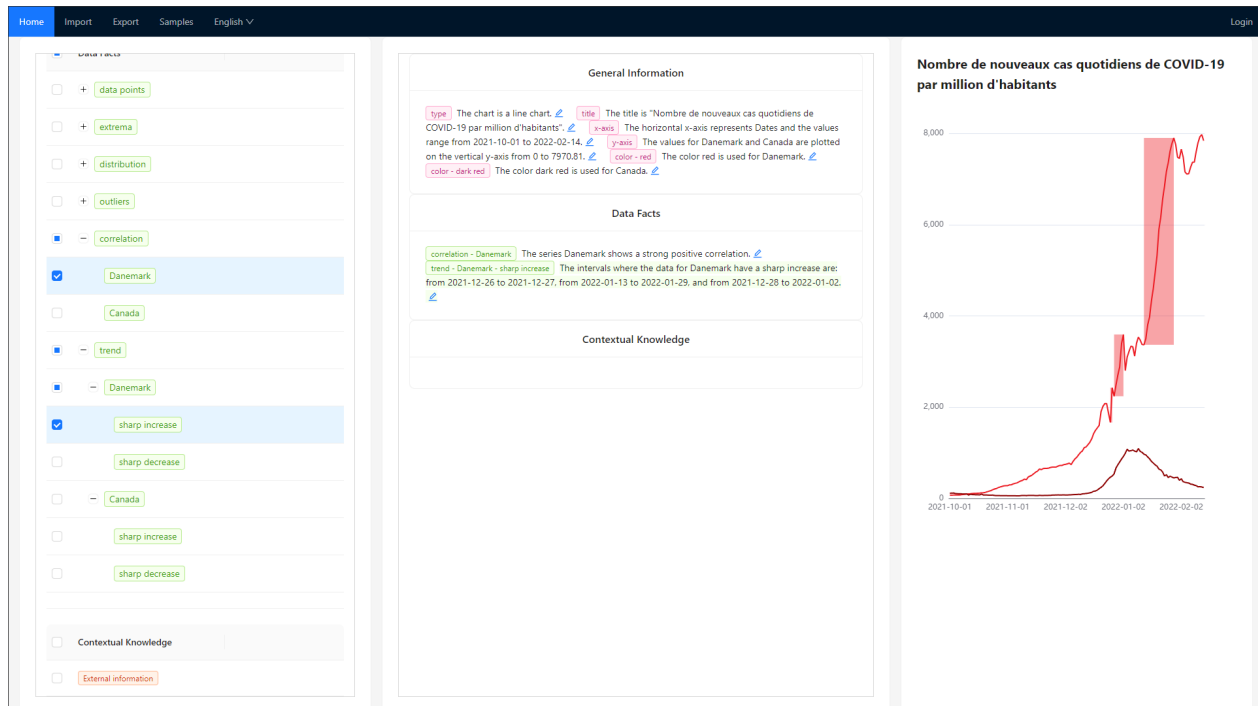 Home Import Export Samples English Login
Data Facts
data points
extrema
distribution
outliers
correlation
Danemark
Canada
trend
Danemark
sharp increase
sharp decrease
Canada
sharp increase
sharp decrease
Contextual Knowledge
External information
General Information
type The chart is a line chart. title The title is "Nombre de nouveaux cas quotidiens de
COVID-19 par million d'habitants". x-axis The horizontal x-axis represents Dates and the values
range from 2021-10-01 to 2022-02-14. y-axis The values for Danemark and Canada are plotted
on the vertical y-axis from 0 to 7970.81. color - red The color red is used for Danemark.
color - dark red The color dark red is used for Canada.
Data Facts
correlation - Danemark The series Danemark shows a strong positive correlation.
trend - Danemark - sharp increase The intervals where the data for Danemark have a sharp increase are:
from 2021-12-26 to 2021-12-27, from 2022-01-13 to 2022-01-29, and from 2021-12-28 to 2022-01-02.
Contextual Knowledge
Nombre de nouveaux cas quotidiens de COVID-19
par million d'habitants
8,000
6,000
4,000
2,000
0
2021-10-01 2021-11-01 2021-12-02 2022-01-02 2022-02-02